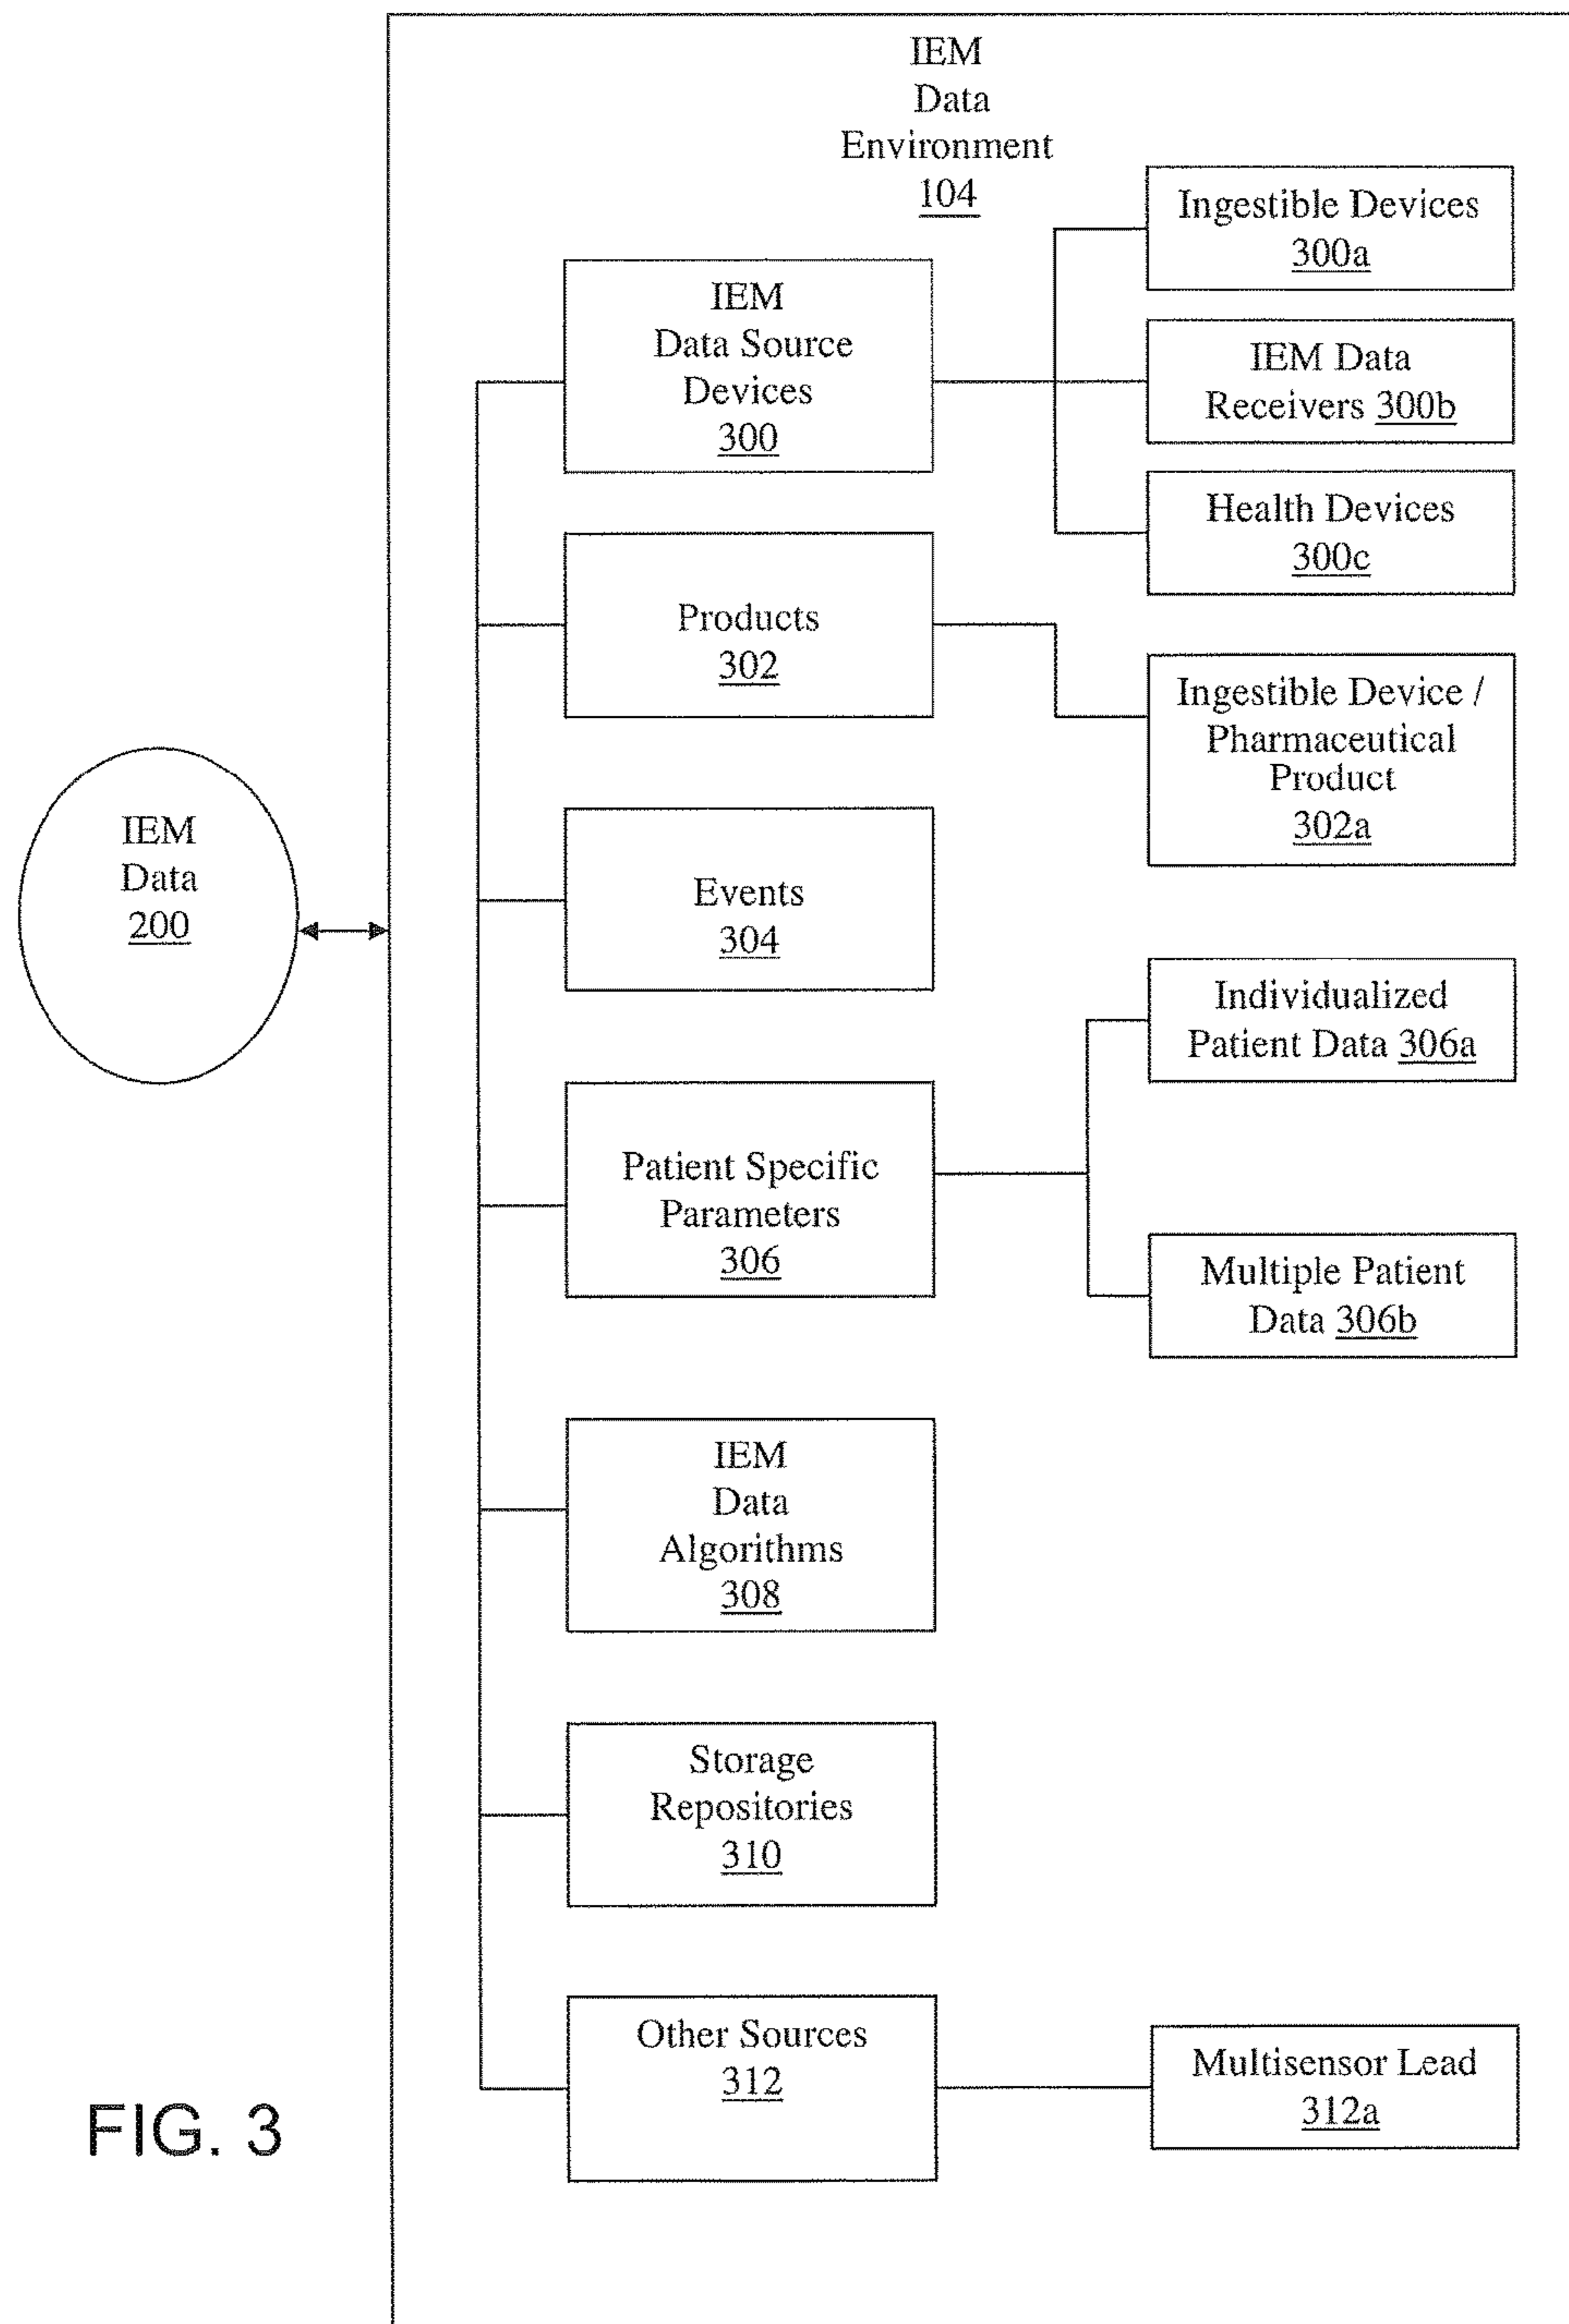 IEM
Data
Environment
104
Ingestible Devices
300a
IEM
Data Source
Devices
300
IEM Data
Receivers 300b
Health Devices
300c
Products
302
Ingestible Device /
Pharmaceutical
Product
302a
IEM
Data
200
Events
304
Individualized
Patient Data 306a
Patient Specific
Parameters
306
Multiple Patient
Data 306b
IEM
Data
Algorithms
308
Storage
Repositories
310
Other Sources
312
Multisensor Lead
312a
FIG. 3